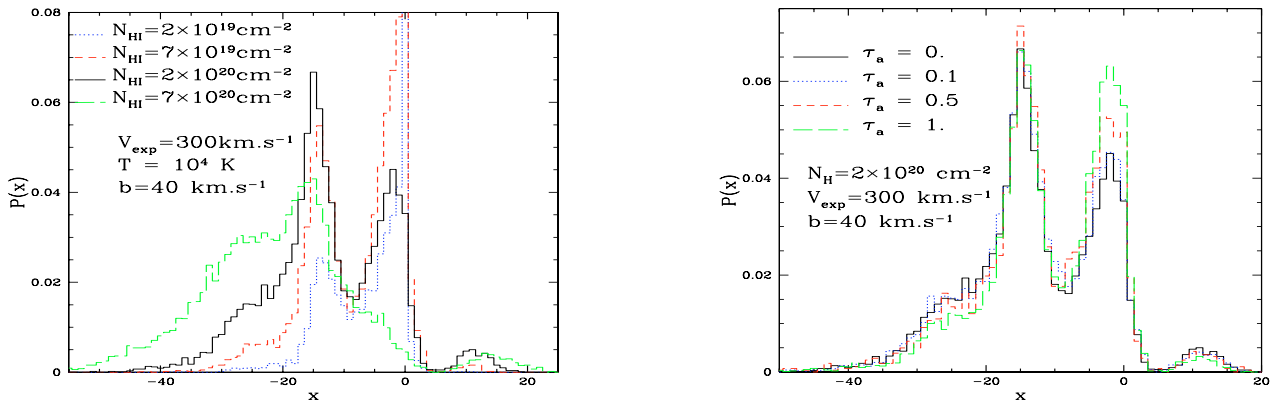 0.08
0.06
0.04
0.02
0
P(x)
N_HI=2×10^19cm^-2
N_HI=7×10^19cm^-2
N_HI=2×10^20cm^-2
N_HI=7×10^20cm^-2
V_exp=300km.s^-1
T = 10^4 K
b=40 km.s^-1
-40 -20 0 20
x
0.06
0.04
0.02
0
P(x)
τ_a = 0.
τ_a = 0.1
τ_a = 0.5
τ_a = 1.
N_H=2×10^20 cm^-2
V_exp=300 km.s^-1
b=40 km.s^-1
-40 -20 0 20
x